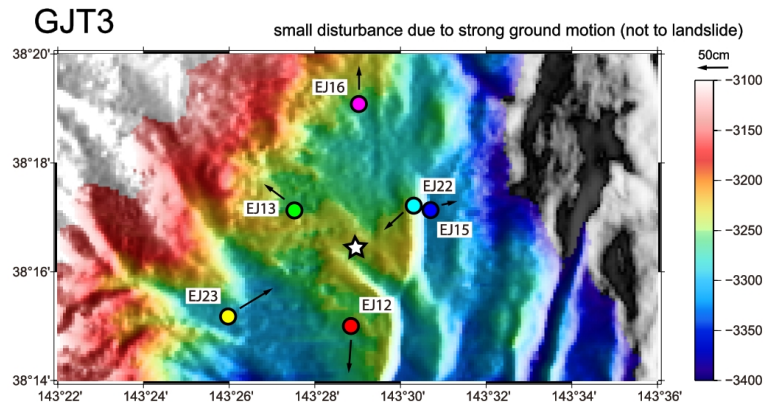 GJT3
small disturbance due to strong ground motion (not to landslide)
38°20'
38°18'
38°16'
38°14'
143°22'
143°24'
143°26'
143°28'
143°30'
143°32'
143°34'
143°36'
EJ16
EJ13
EJ22
EJ15
EJ23
EJ12
50cm
−3100
−3150
−3200
−3250
−3300
−3350
−3400